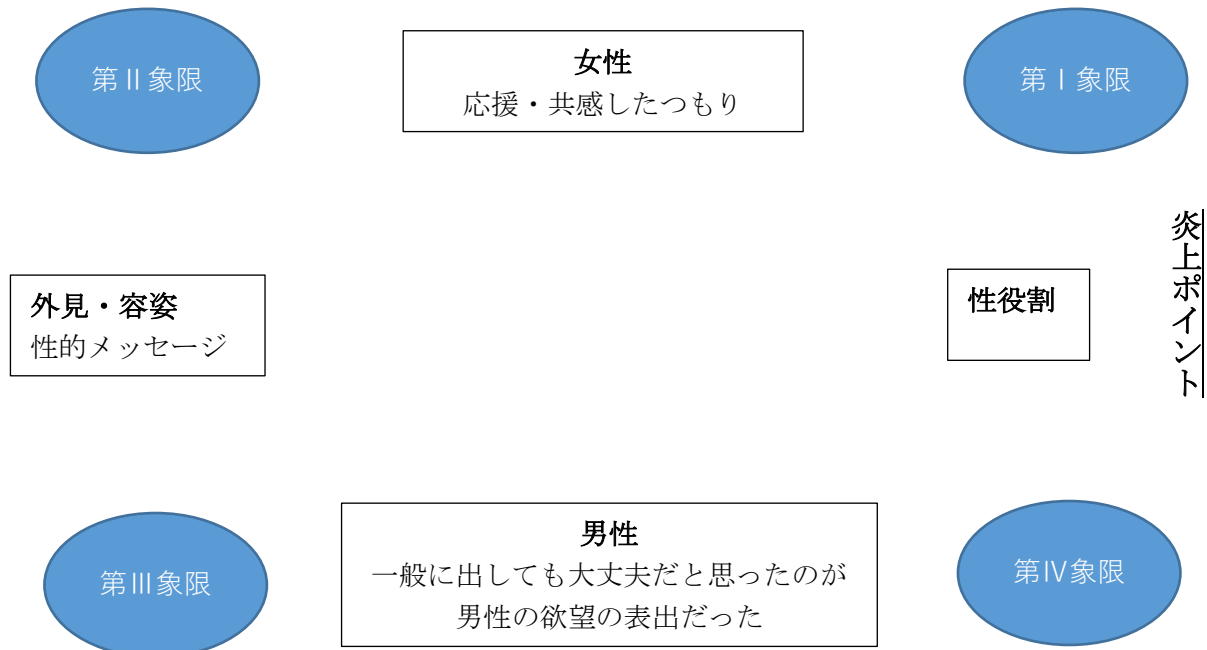 第Ⅱ象限
女性
応援・共感したつもり
第Ⅰ象限
炎上ポイント
外見・容姿
性的メッセージ
性役割
第Ⅲ象限
男性
一般に出しても大丈夫だと思ったのが
男性の欲望の表出だった
第Ⅳ象限